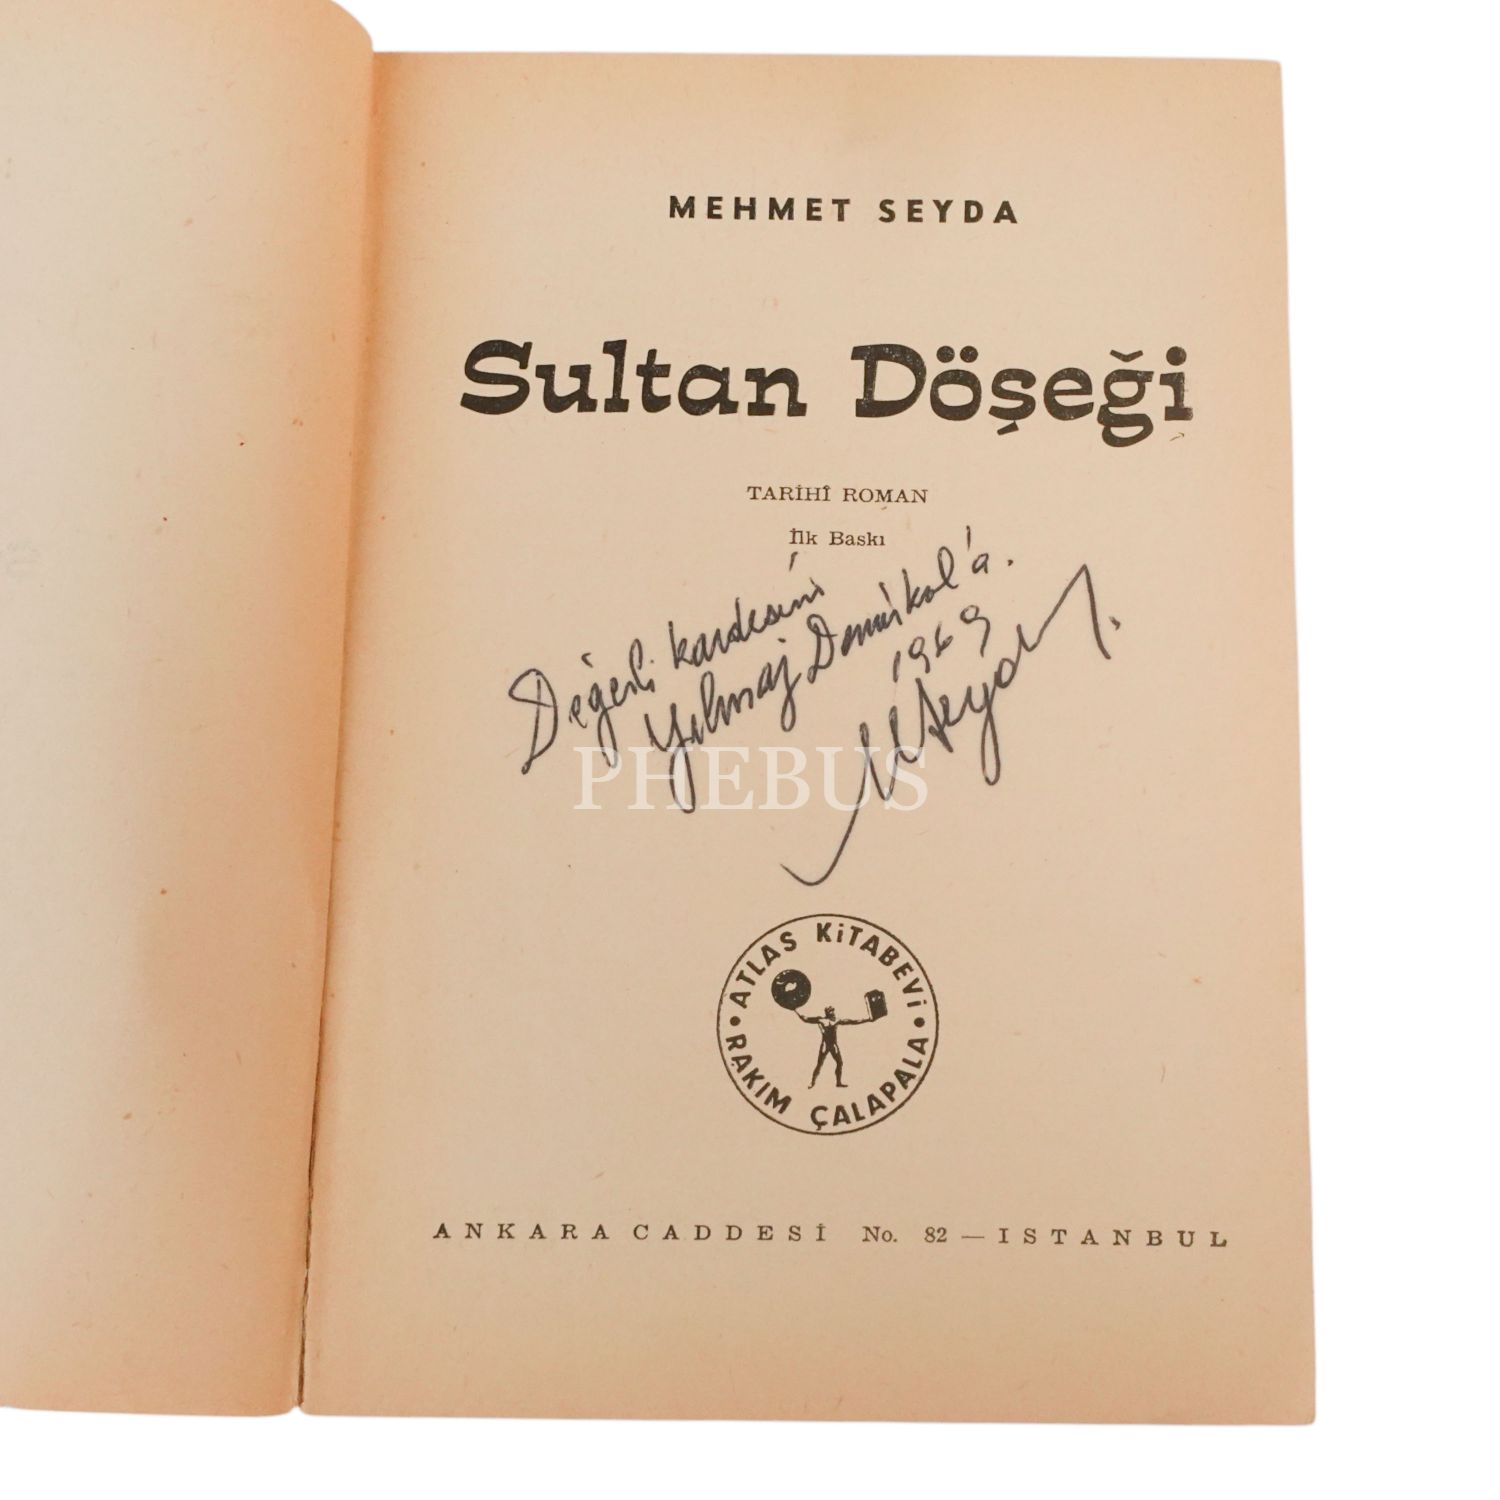 MEHMET SEYDA
Sultan Döşeği
TARİHÎ ROMAN
İlk Baskı
Değerli kardeşim
Yılmaz Demirkol'a.
1969
M Seyda
PHEBUS
ATLAS KİTABEVİ
RAKIM ÇALAPALA
ANKARA CADDESİ No. 82 — ISTANBUL